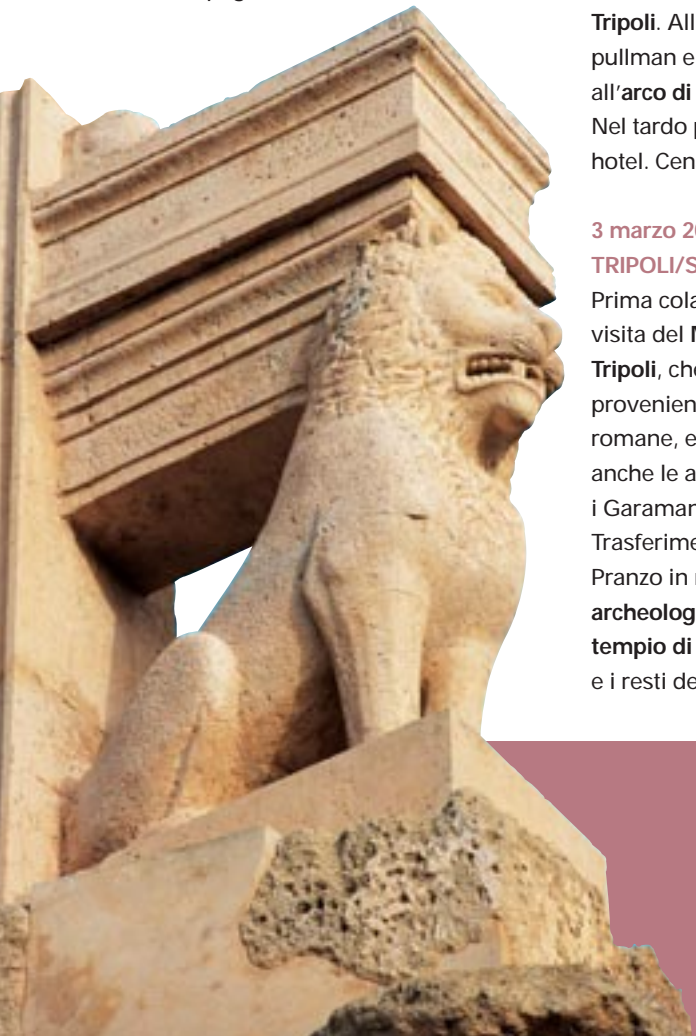 Tripoli. All
pullman e
all'arco di
Nel tardo p
hotel. Cen
3 marzo 20
TRIPOLI/S
Prima cola
visita del M
Tripoli, che
provenien
romane, e
anche le a
i Garaman
Trasferime
Pranzo in r
archeolog
tempio di
e i resti de